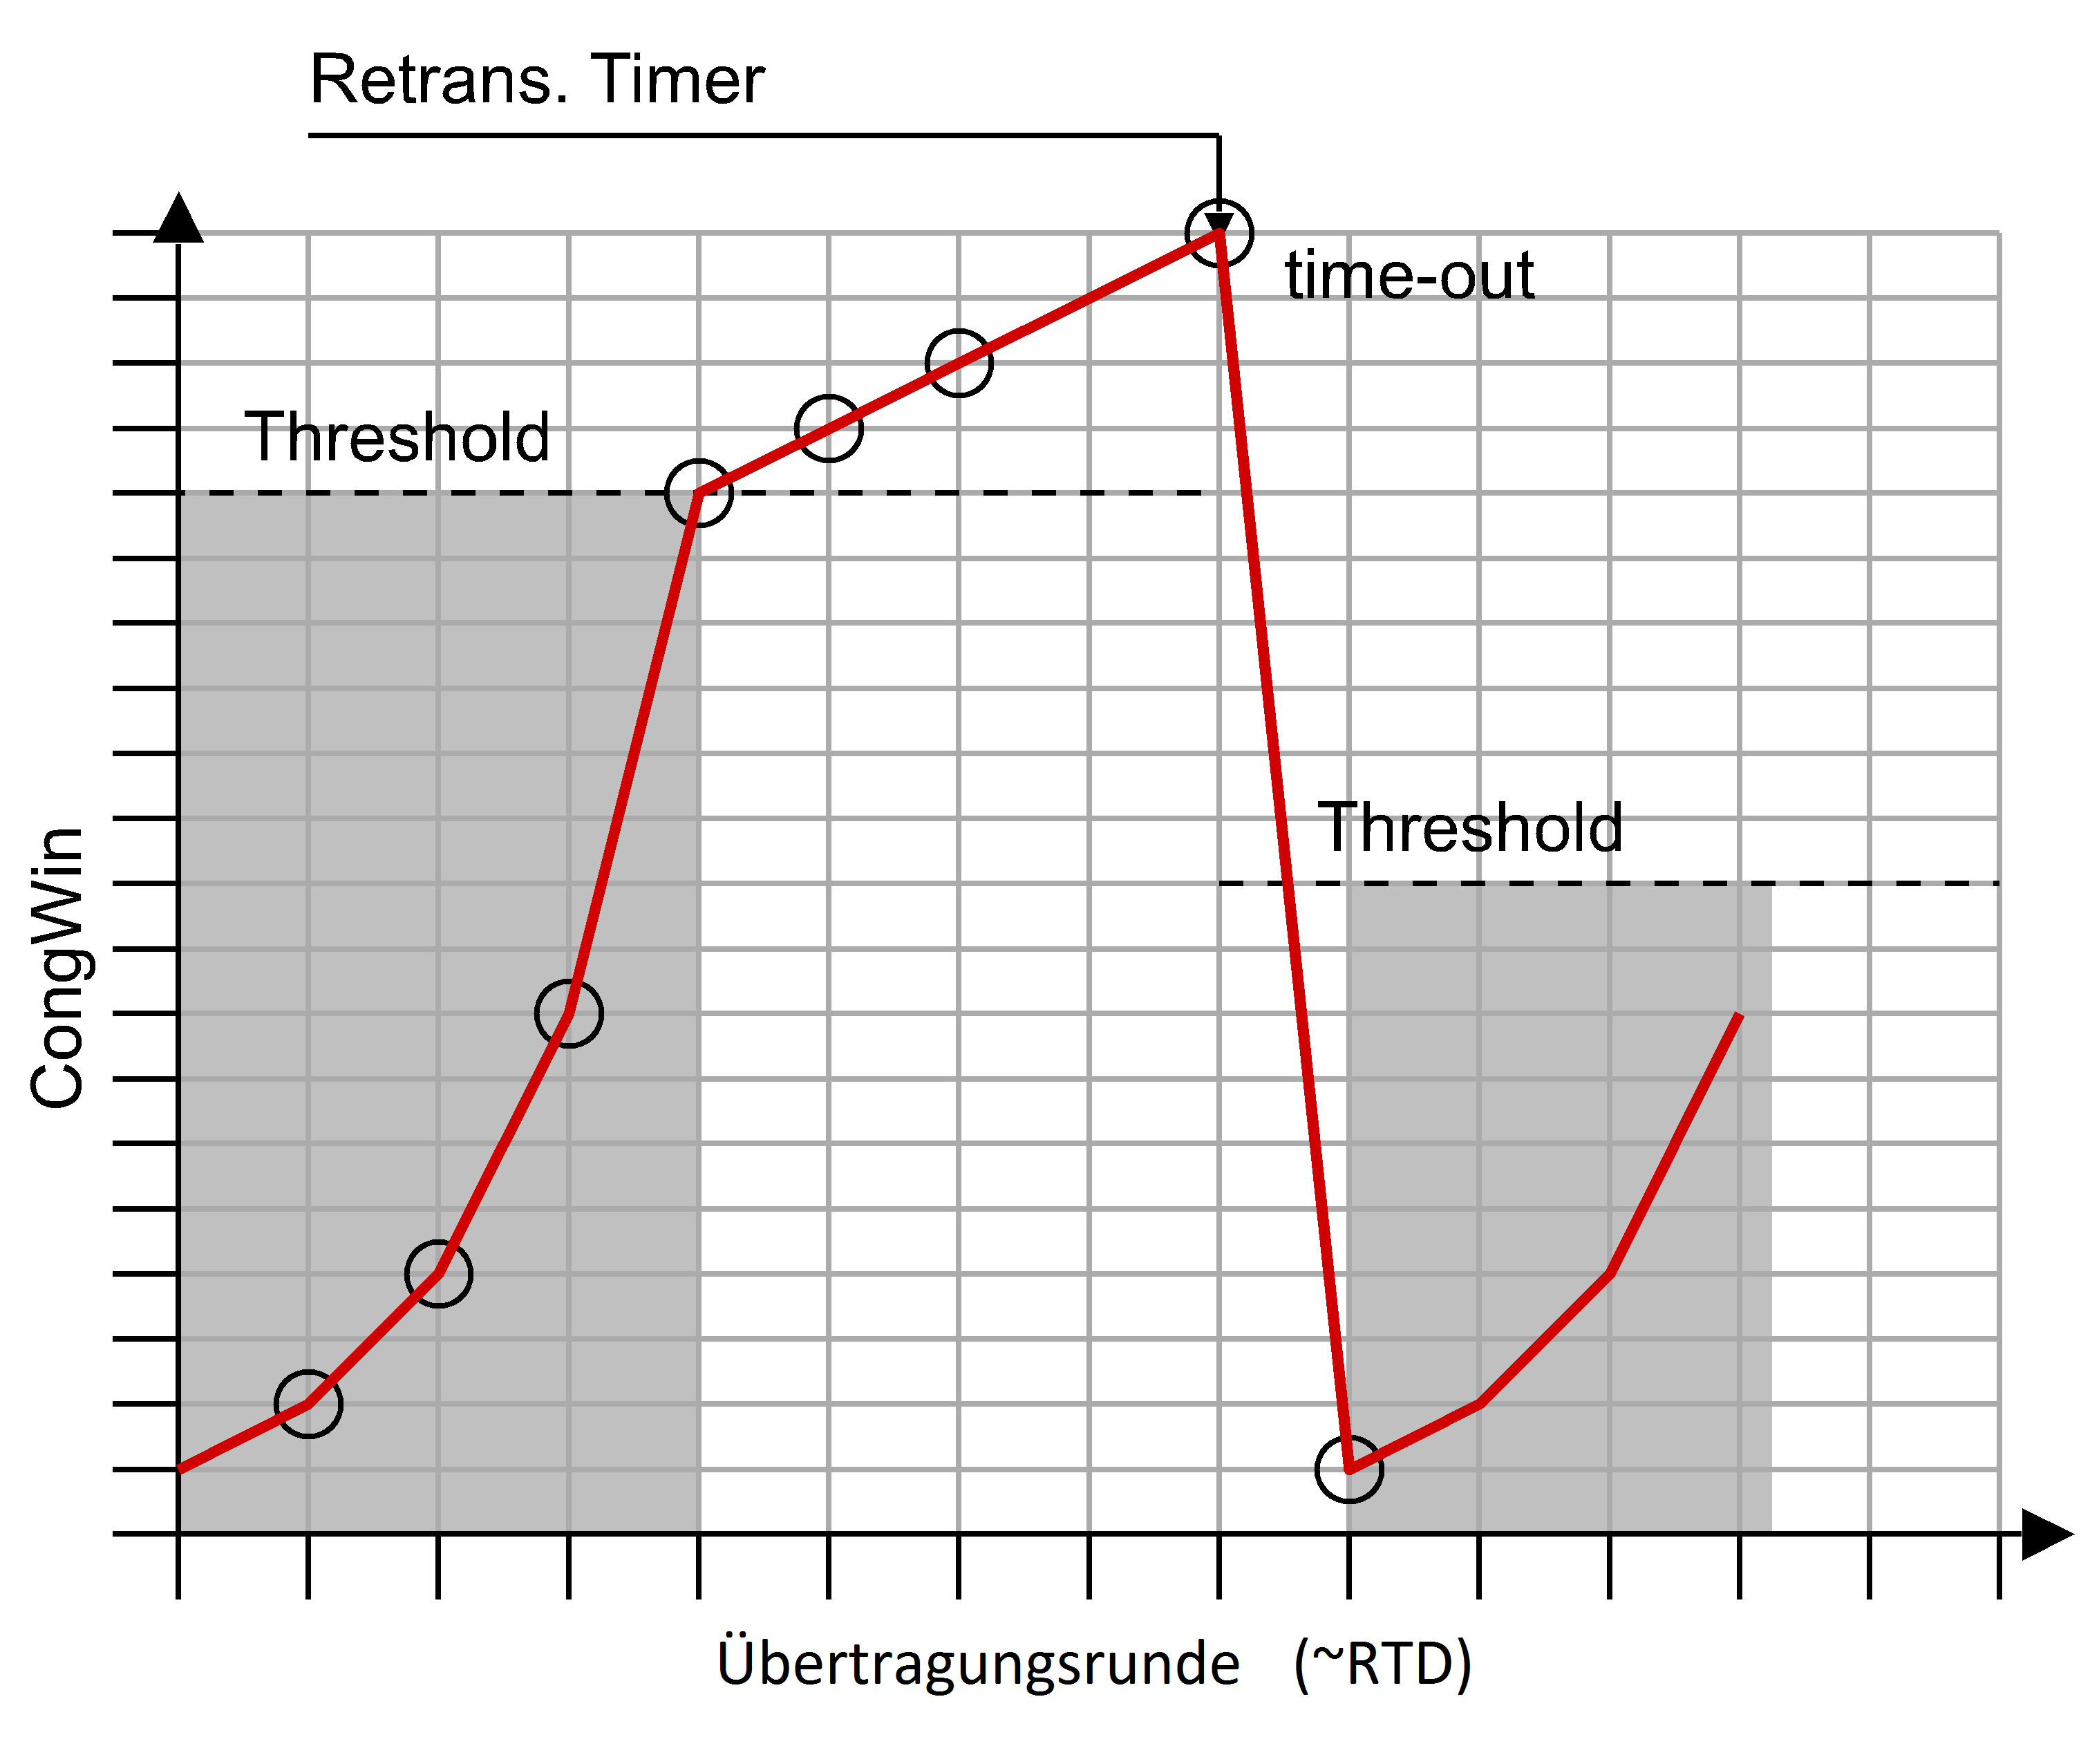 Retrans. Timer
time-out
Threshold
Threshold
CongWin
Übertragungsrunde (~RTD)